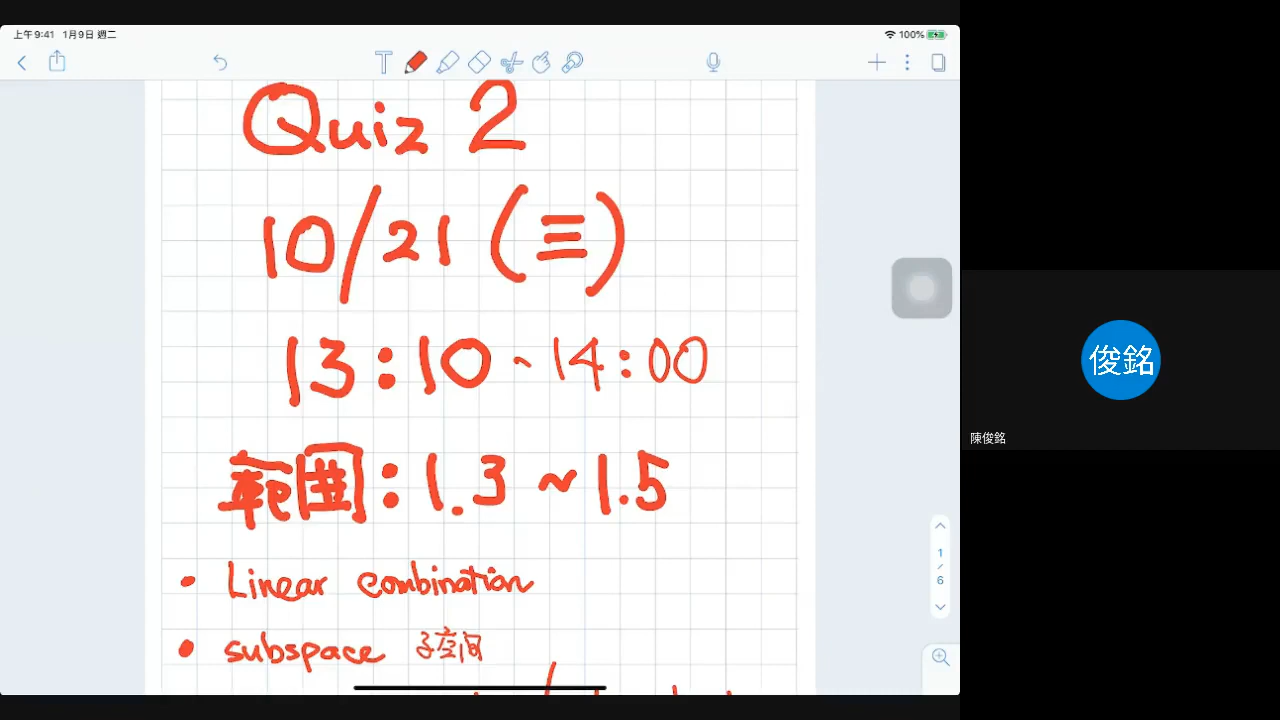 上午9:41 1月9日 週二
100%
T
Quiz 2
10/21 (三)
13:10 ~ 14:00
範圍:1.3 ~ 1.5
• Linear combination
• subspace 子空间
1
/
6
俊銘
陳俊銘